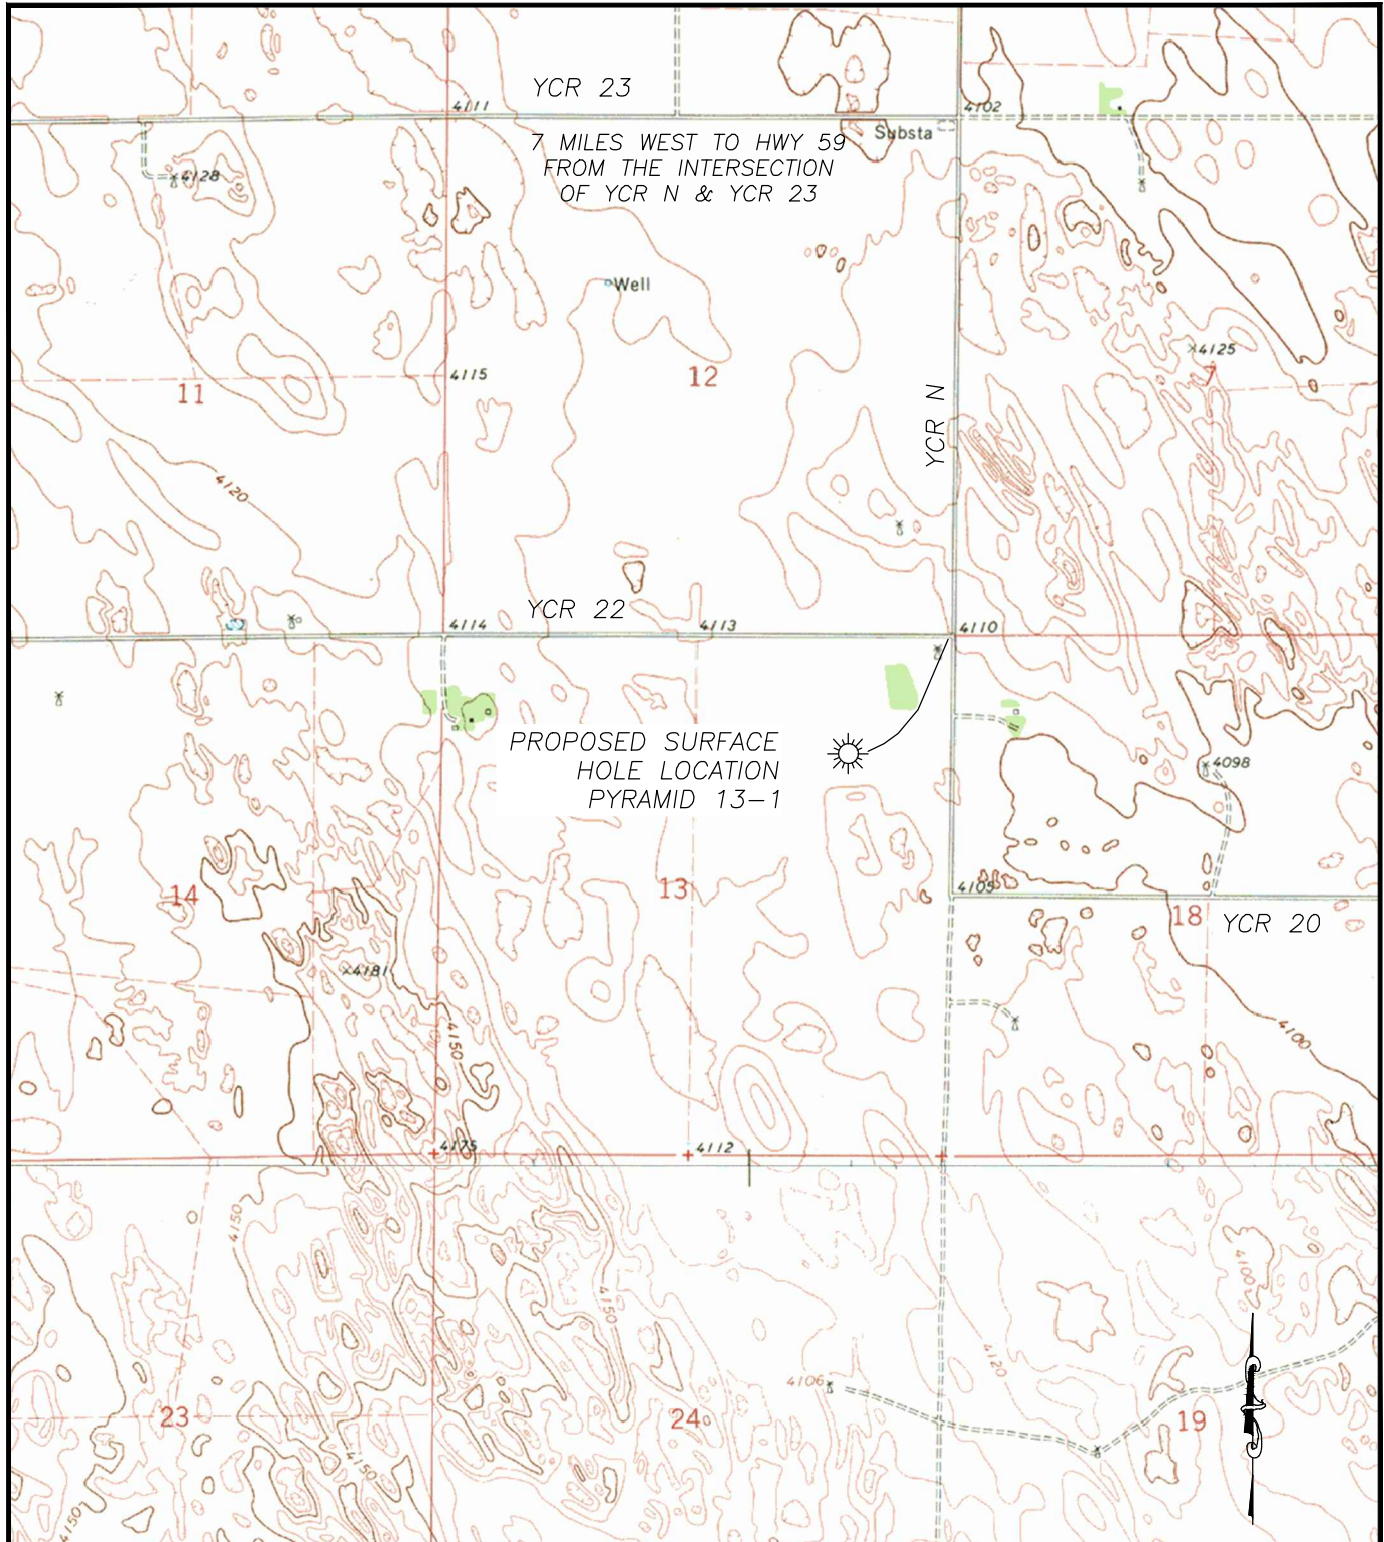 YCR 23
4111
4102
7 MILES WEST TO HWY 59
FROM THE INTERSECTION
OF YCR N & YCR 23
Substa
4128
Well
4125
4115
11
12
7
YCR N
4120
YCR 22
4114
4113
4110
PROPOSED SURFACE
HOLE LOCATION
PYRAMID 13-1
4098
14
13
4105
18
YCR 20
4181
4150
4100
4175
4112
4150
4100
4150
4120
4106
23
24
19
4150
4150